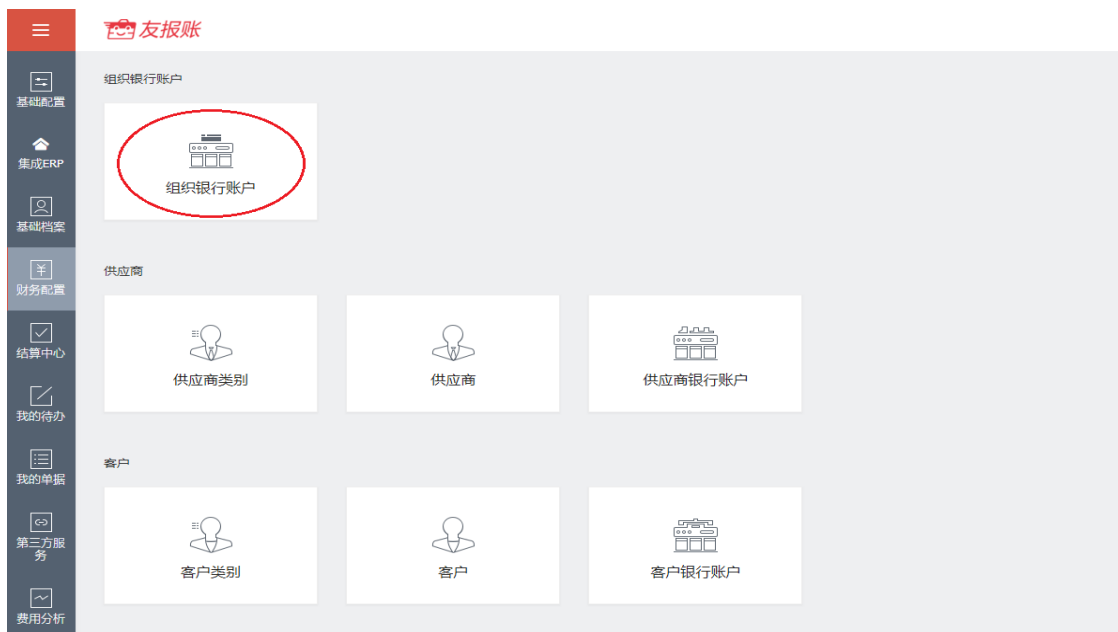 友报账
基础配置
集成ERP
基础档案
财务配置
结算中心
我的待办
我的单据
第三方服
务
费用分析
组织银行账户
组织银行账户
供应商
供应商类别
供应商
供应商银行账户
客户
客户类别
客户
客户银行账户